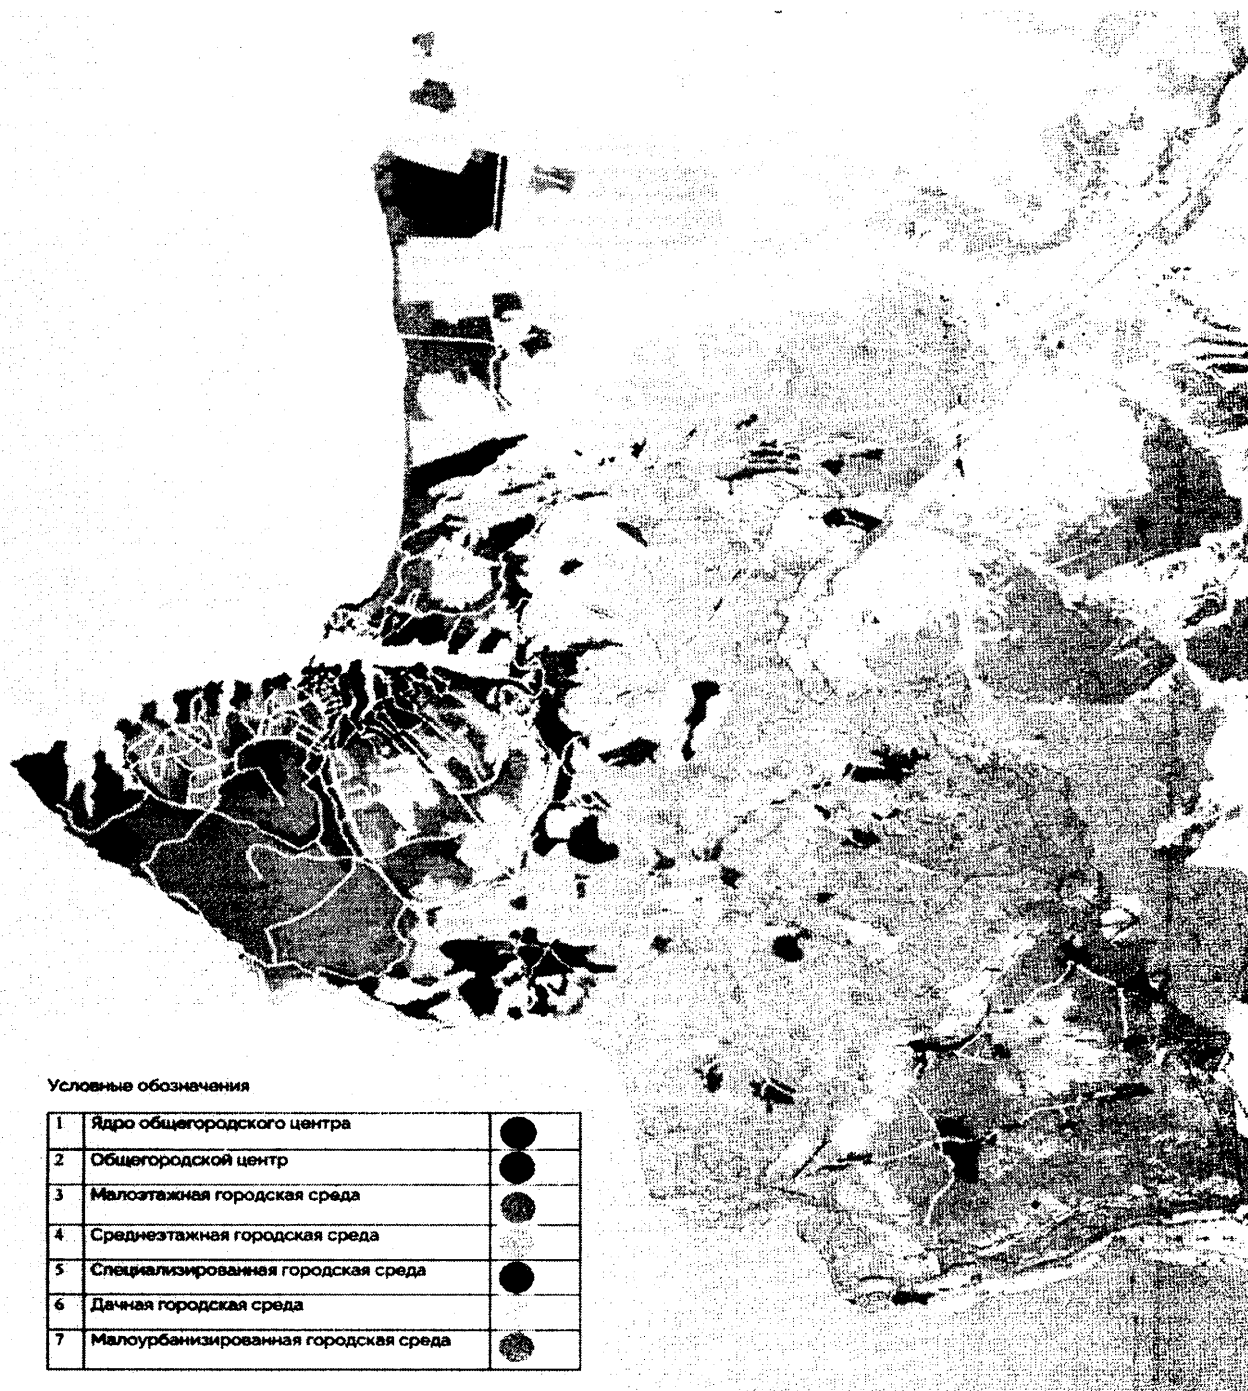 Условные обозначения
1 Ядро общегородского центра
2 Общегородской центр
3 Малоэтажная городская среда
4 Среднеэтажная городская среда
5 Специализированная городская среда
6 Дачная городская среда
7 Малоурбанизированная городская среда